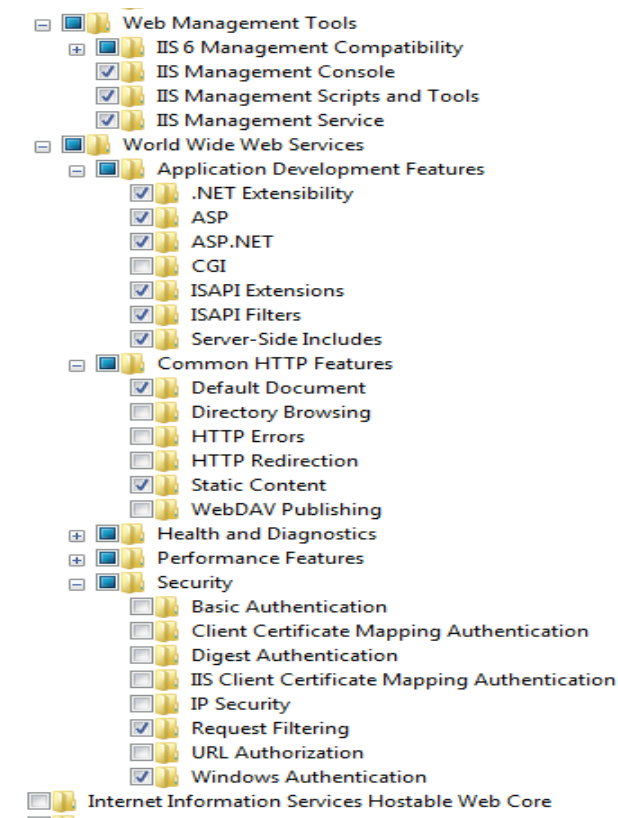 Web Management Tools
IIS 6 Management Compatibility
IIS Management Console
IIS Management Scripts and Tools
IIS Management Service
World Wide Web Services
Application Development Features
.NET Extensibility
ASP
ASP.NET
CGI
ISAPI Extensions
ISAPI Filters
Server-Side Includes
Common HTTP Features
Default Document
Directory Browsing
HTTP Errors
HTTP Redirection
Static Content
WebDAV Publishing
Health and Diagnostics
Performance Features
Security
Basic Authentication
Client Certificate Mapping Authentication
Digest Authentication
IIS Client Certificate Mapping Authentication
IP Security
Request Filtering
URL Authorization
Windows Authentication
Internet Information Services Hostable Web Core